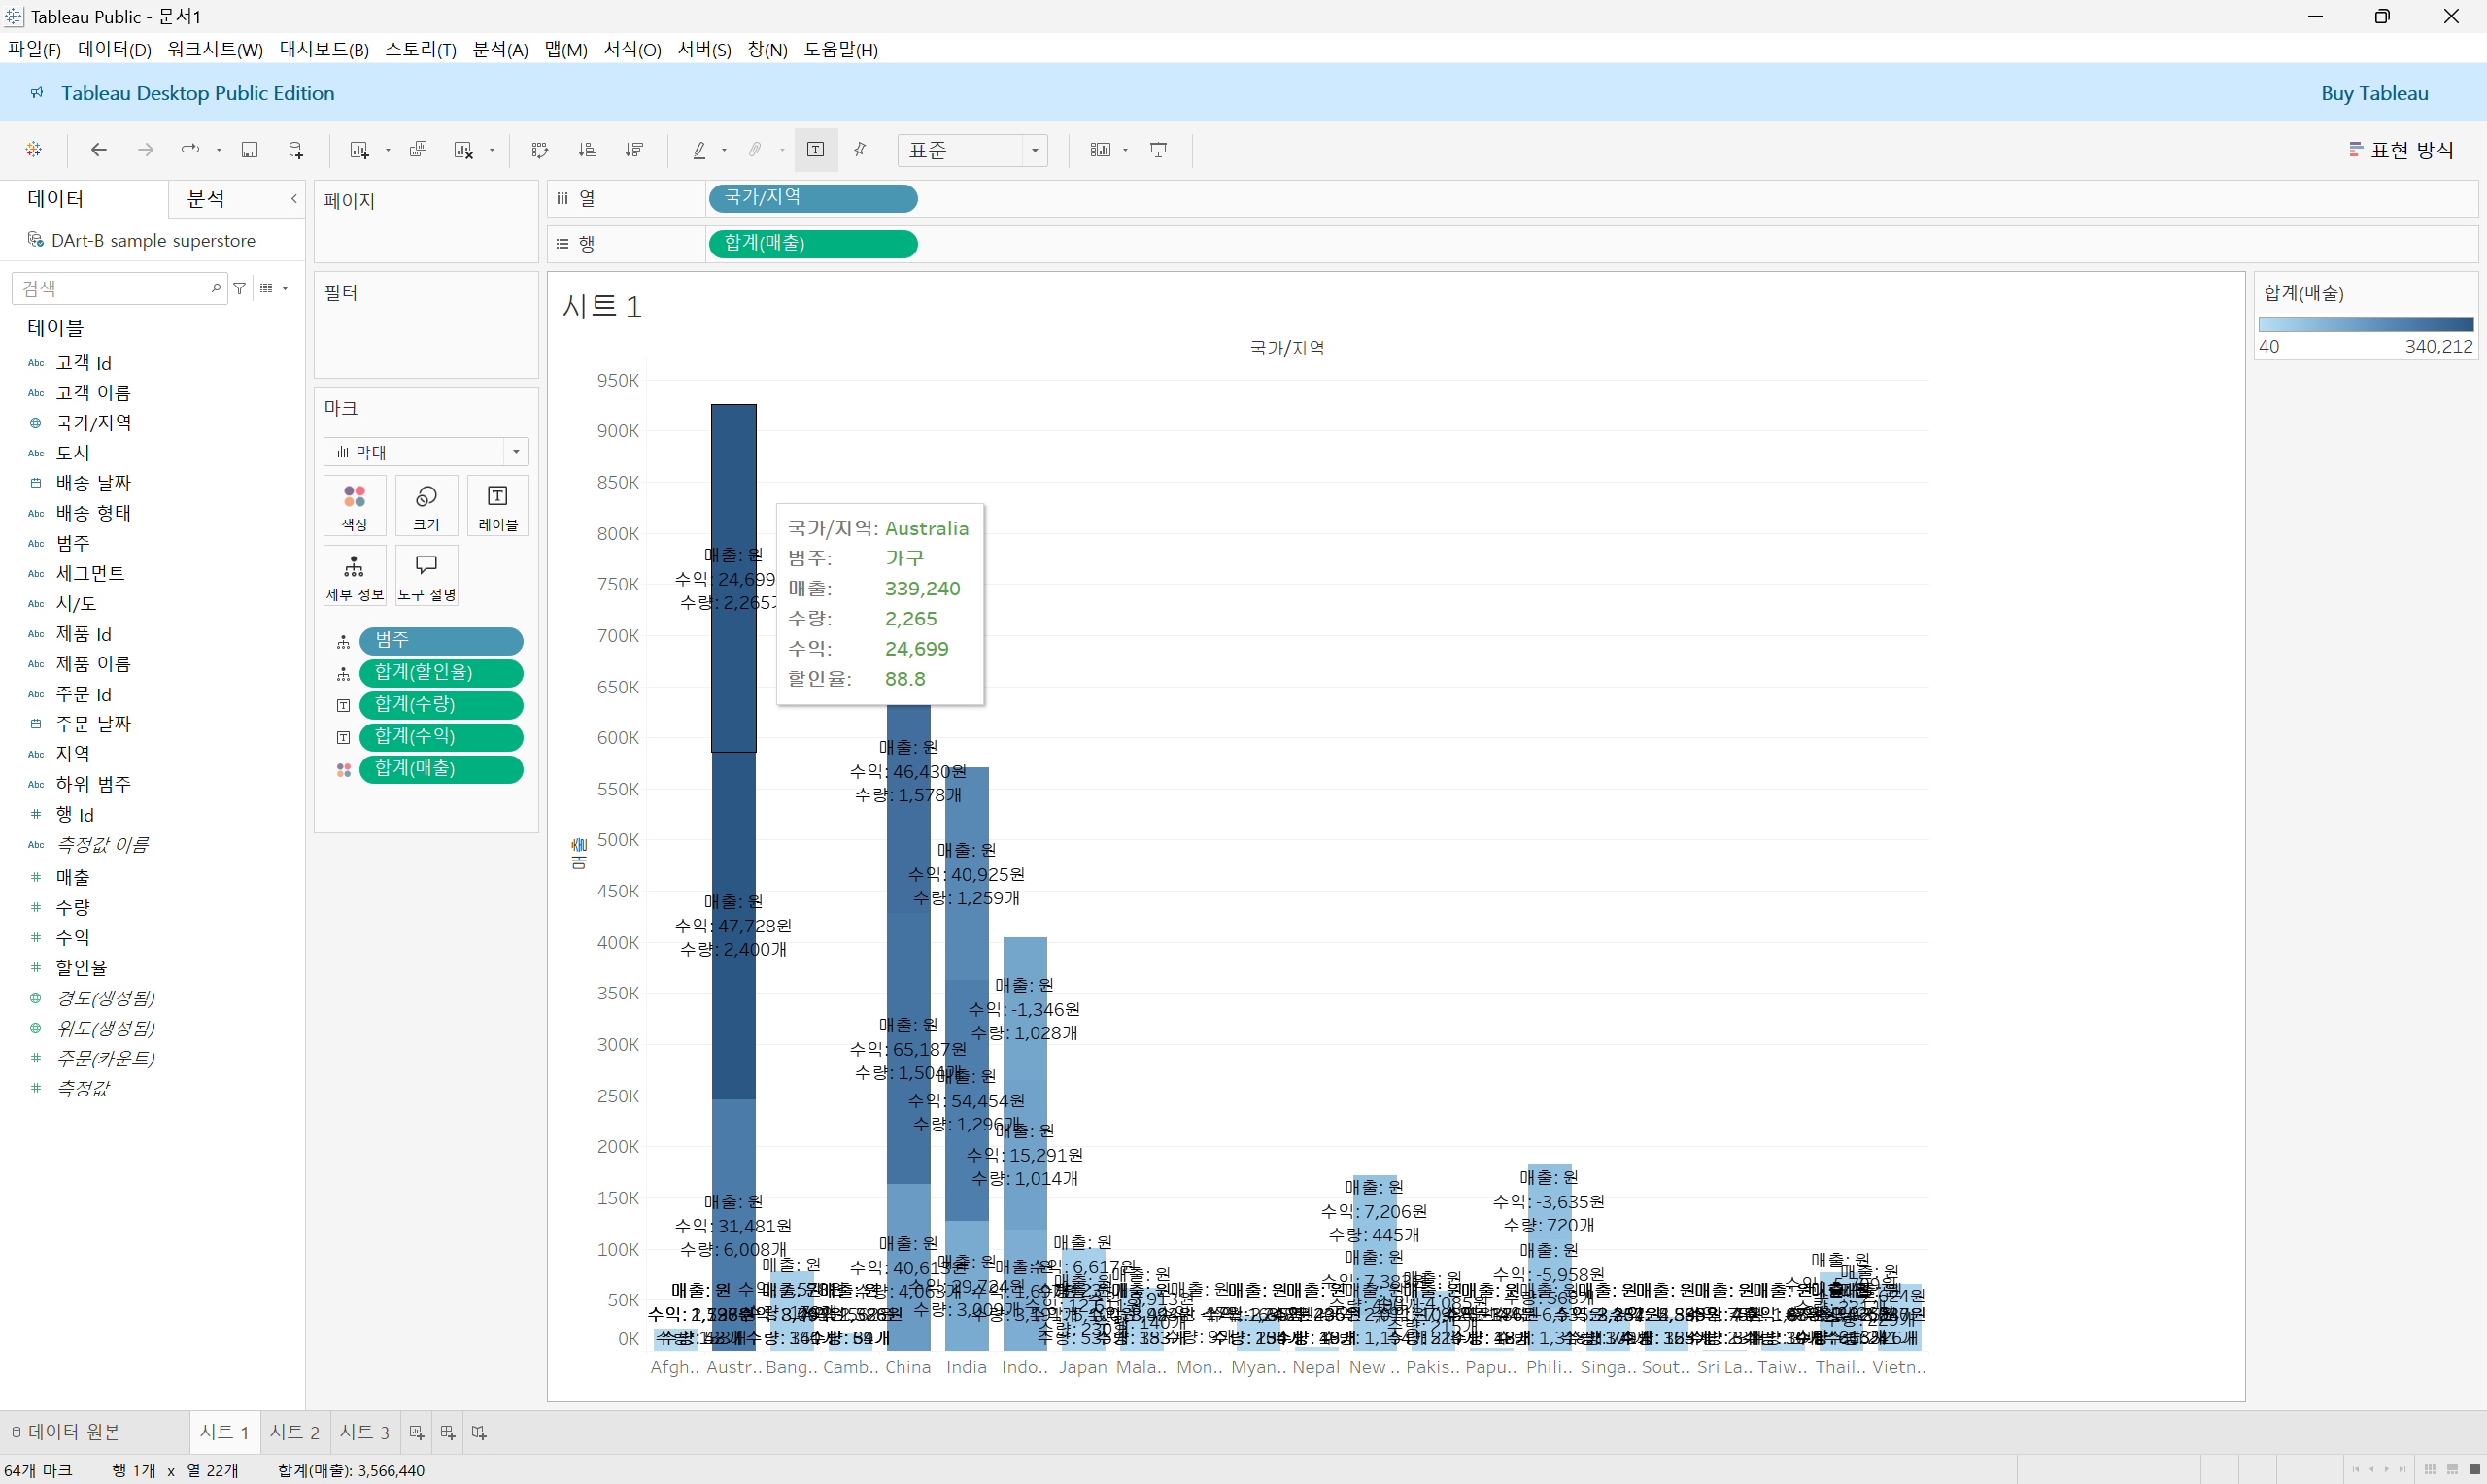 Tableau Public - 문서1
파일(F) 데이터(D) 워크시트(W) 대시보드(B) 스토리(T) 분석(A) 맵(M) 서식(O) 서버(S) 창(N) 도움말(H)
Tableau Desktop Public Edition
Buy Tableau
표준
표현 방식
데이터
분석
DArt-B sample superstore
검색
테이블
Abc 고객 Id
Abc 고객 이름
국가/지역
Abc 도시
배송 날짜
Abc 배송 형태
Abc 범주
Abc 세그먼트
Abc 시/도
Abc 제품 Id
Abc 제품 이름
Abc 주문 Id
주문 날짜
Abc 지역
Abc 하위 범주
# 행 Id
Abc 측정값 이름
# 매출
# 수량
# 수익
# 할인율
경도(생성됨)
위도(생성됨)
# 주문(카운트)
# 측정값
페이지
필터
마크
막대
색상
크기
레이블
세부 정보
도구 설명
범주
합계(할인율)
합계(수량)
합계(수익)
합계(매출)
열
국가/지역
행
합계(매출)
시트 1
국가/지역
950K
900K
850K
800K
750K
700K
650K
600K
550K
500K
450K
400K
350K
300K
250K
200K
150K
100K
50K
0K
매출
매출: 원
수익: 24,699
수량: 2,265
국가/지역: Australia
범주: 가구
매출: 339,240
수량: 2,265
수익: 24,699
할인율: 88.8
매출: 원
수익: 47,728원
수량: 2,400개
매출: 원
수익: 31,481원
수량: 6,008개
매출: 원
수익: 46,430원
수량: 1,578개
매출: 원
수익: 65,187원
수량: 1,504개
매출: 원
수익: 40,925원
수량: 1,259개
매출: 원
수익: 54,454원
수량: 1,296개
매출: 원
수익: -1,346원
수량: 1,028개
매출: 원
수익: 15,291원
수량: 1,014개
매출: 원
수익: 7,206원
수량: 445개
매출: 원
매출: 원
수익: -3,635원
수량: 720개
매출: 원
수익: -5,958원
Afgh.. Austr.. Bang.. Camb.. China India Indo.. Japan Mala.. Mon.. Myan.. Nepal New .. Pakis.. Papu.. Phili.. Singa.. Sout.. Sri La.. Taiw.. Thail.. Vietn..
합계(매출)
40 340,212
데이터 원본
시트 1
시트 2
시트 3
64개 마크 행 1개 x 열 22개 합계(매출): 3,566,440